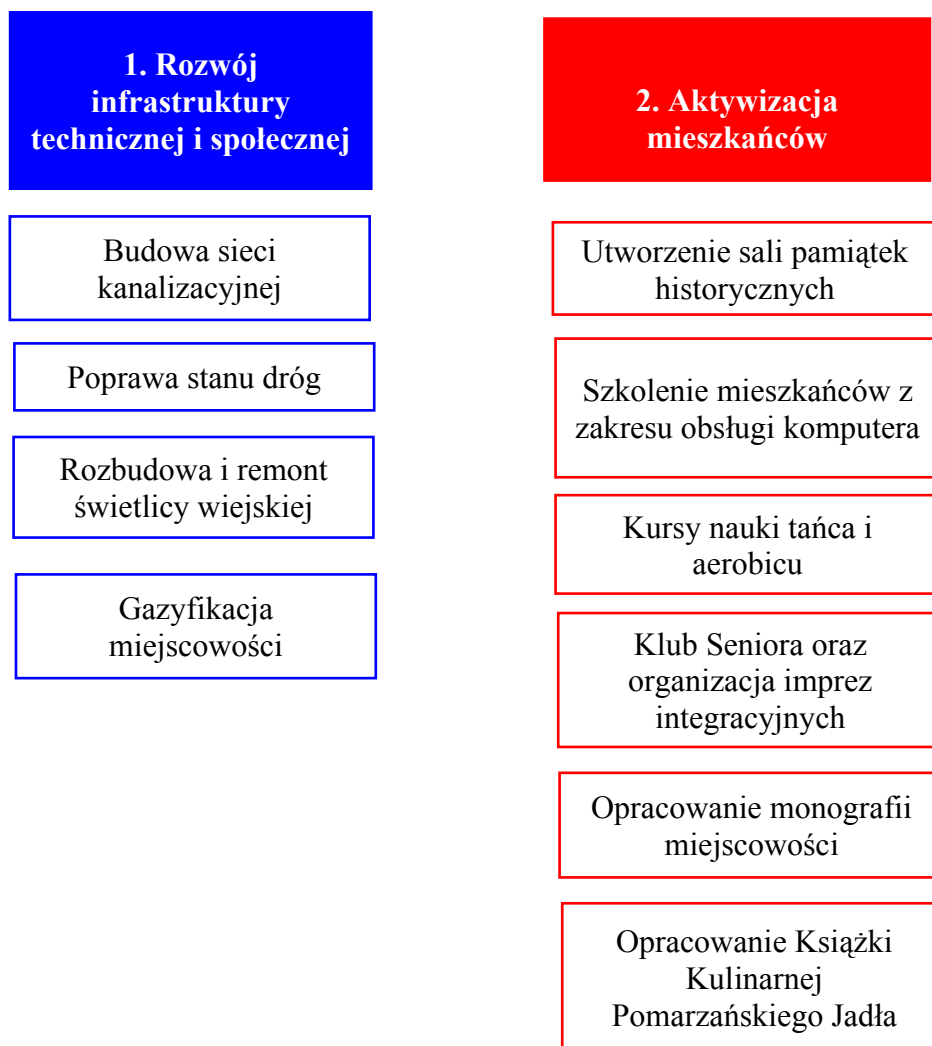 1. Rozwój
infrastruktury
technicznej i społecznej
Budowa sieci
kanalizacyjnej
Poprawa stanu dróg
Rozbudowa i remont
świetlicy wiejskiej
Gazyfikacja
miejscowości
2. Aktywizacja
mieszkańców
Utworzenie sali pamiątek
historycznych
Szkolenie mieszkańców z
zakresu obsługi komputera
Kursy nauki tańca i
aerobicu
Klub Seniora oraz
organizacja imprez
integracyjnych
Opracowanie monografii
miejscowości
Opracowanie Książki
Kulinarnej
Pomarzańskiego Jadła